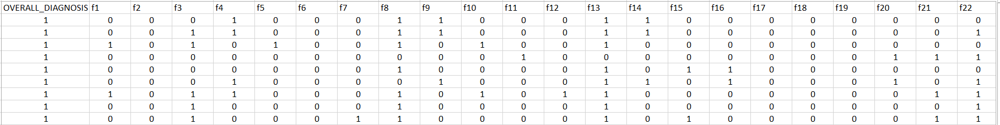 OVERALL_DIAGNOSIS f1 f2 f3 f4 f5 f6 f7 f8 f9 f10 f11 f12 f13 f14 f15 f16 f17 f18 f19 f20 f21 f22
1 0 0 0 1 0 0 0 1 1 0 0 0 1 1 0 0 0 0 0 0 0 0
1 0 0 1 1 0 0 0 1 1 0 0 0 1 1 0 0 0 0 0 0 0 1
1 1 0 1 0 1 0 0 1 0 1 0 0 1 0 0 0 0 0 0 0 0 0
1 0 0 0 0 0 0 0 0 0 0 1 0 0 0 0 0 0 0 0 1 1 1
1 0 0 0 0 0 0 0 1 0 0 0 0 1 0 1 1 0 0 0 0 0 0
1 0 0 0 1 0 0 0 0 1 0 0 0 1 1 0 1 0 0 0 1 0 1
1 1 0 1 1 0 0 0 1 0 1 0 1 1 0 0 0 0 0 0 0 1 1
1 0 0 1 0 0 0 0 1 0 0 0 0 1 0 0 0 0 0 0 0 0 1
1 0 0 1 0 0 0 1 1 0 0 0 0 1 0 1 0 0 0 0 0 1 1